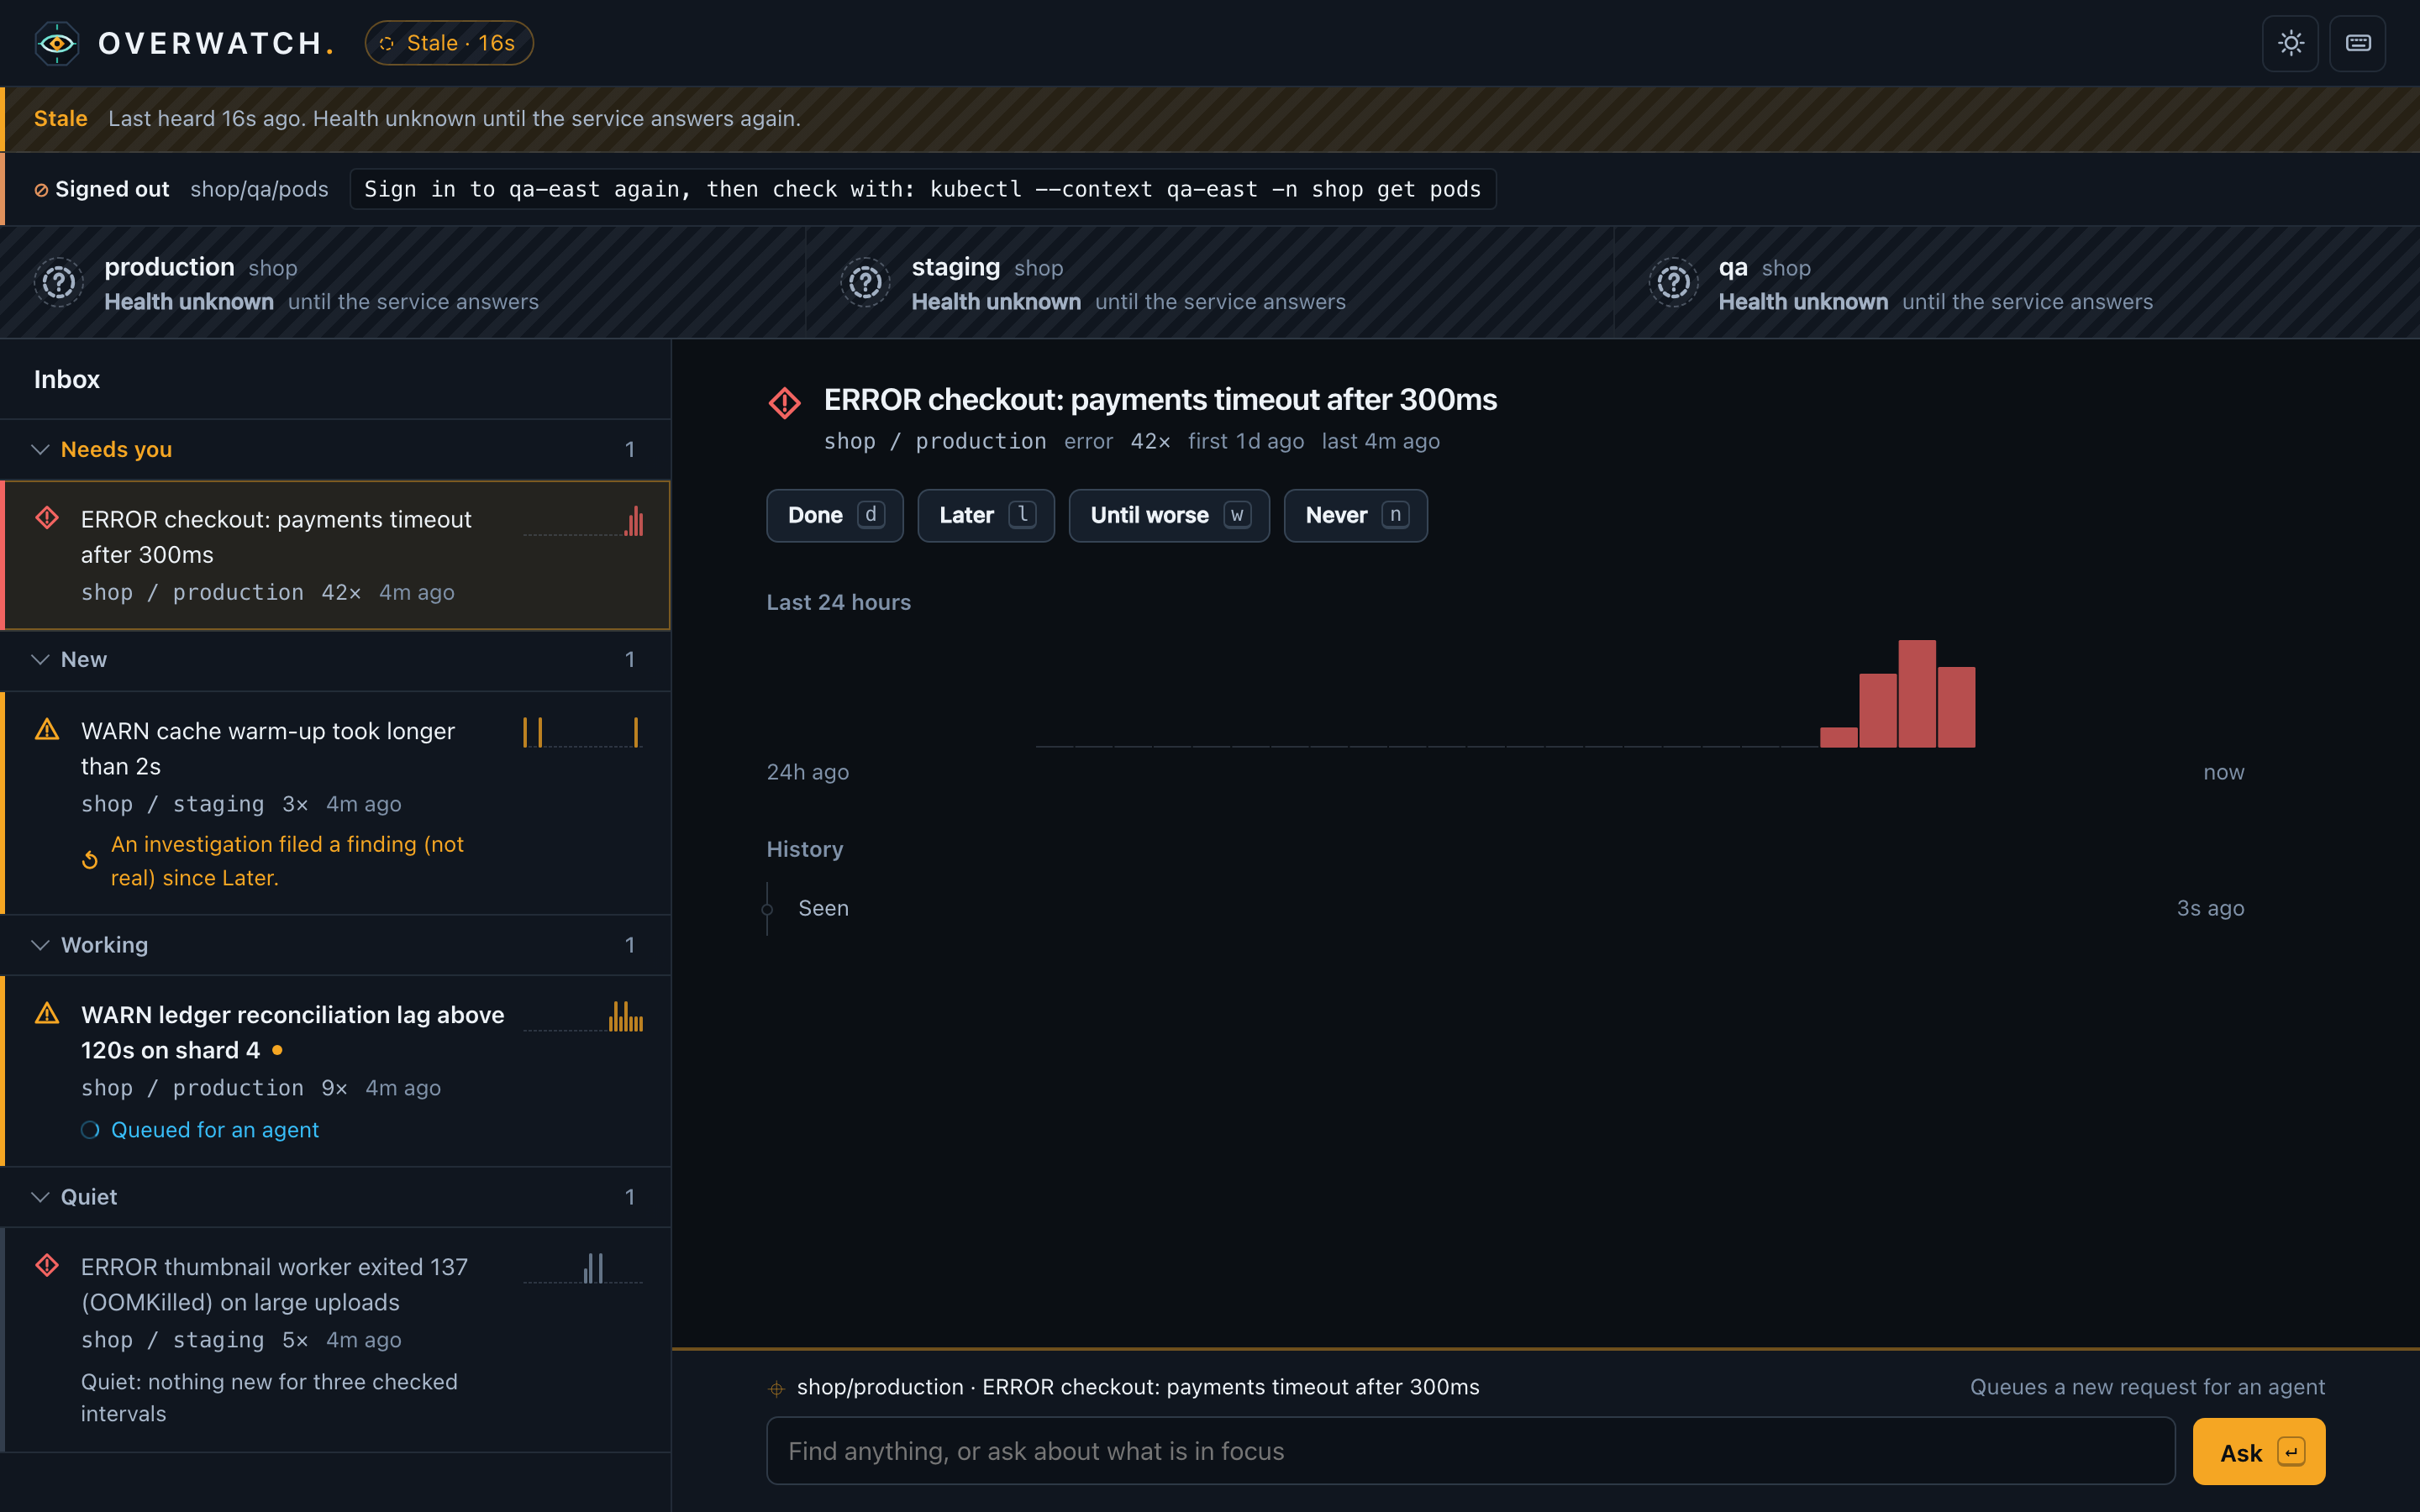 OVERWATCH.
Stale · 16s
Stale Last heard 16s ago. Health unknown until the service answers again.
Signed out shop/qa/pods Sign in to qa-east again, then check with: kubectl --context qa-east -n shop get pods
production shop
Health unknown until the service answers
staging shop
Health unknown until the service answers
qa shop
Health unknown until the service answers
Inbox
Needs you 1
ERROR checkout: payments timeout
after 300ms
shop / production 42× 4m ago
New 1
WARN cache warm-up took longer
than 2s
shop / staging 3× 4m ago
An investigation filed a finding (not
real) since Later.
Working 1
WARN ledger reconciliation lag above
120s on shard 4
shop / production 9× 4m ago
Queued for an agent
Quiet 1
ERROR thumbnail worker exited 137
(OOMKilled) on large uploads
shop / staging 5× 4m ago
Quiet: nothing new for three checked
intervals
ERROR checkout: payments timeout after 300ms
shop / production error 42× first 1d ago last 4m ago
Done d Later l Until worse w Never n
Last 24 hours
24h ago now
History
Seen 3s ago
shop/production · ERROR checkout: payments timeout after 300ms Queues a new request for an agent
Find anything, or ask about what is in focus
Ask ↵